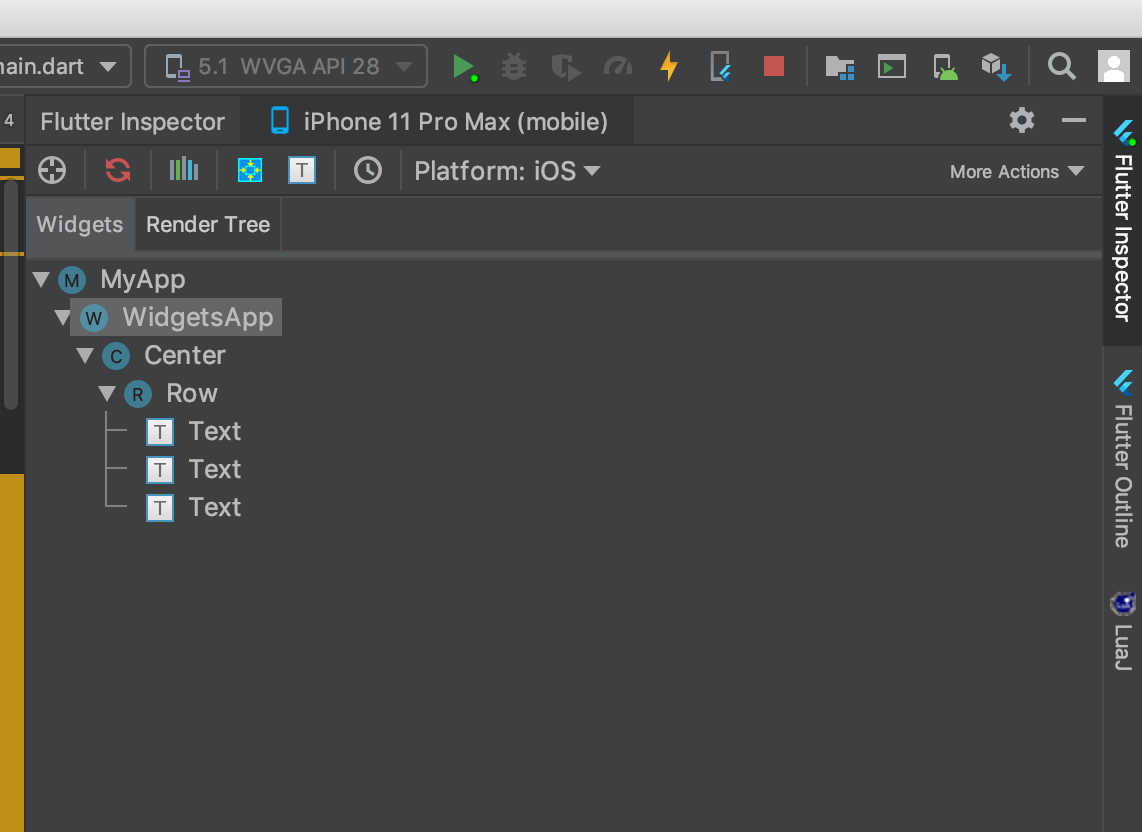 main.dart 5.1 WVGA API 28
4 Flutter Inspector iPhone 11 Pro Max (mobile)
T Platform: iOS More Actions
Widgets Render Tree
M MyApp
W WidgetsApp
C Center
R Row
T Text
T Text
T Text
Flutter Inspector
Flutter Outline
LuaJ